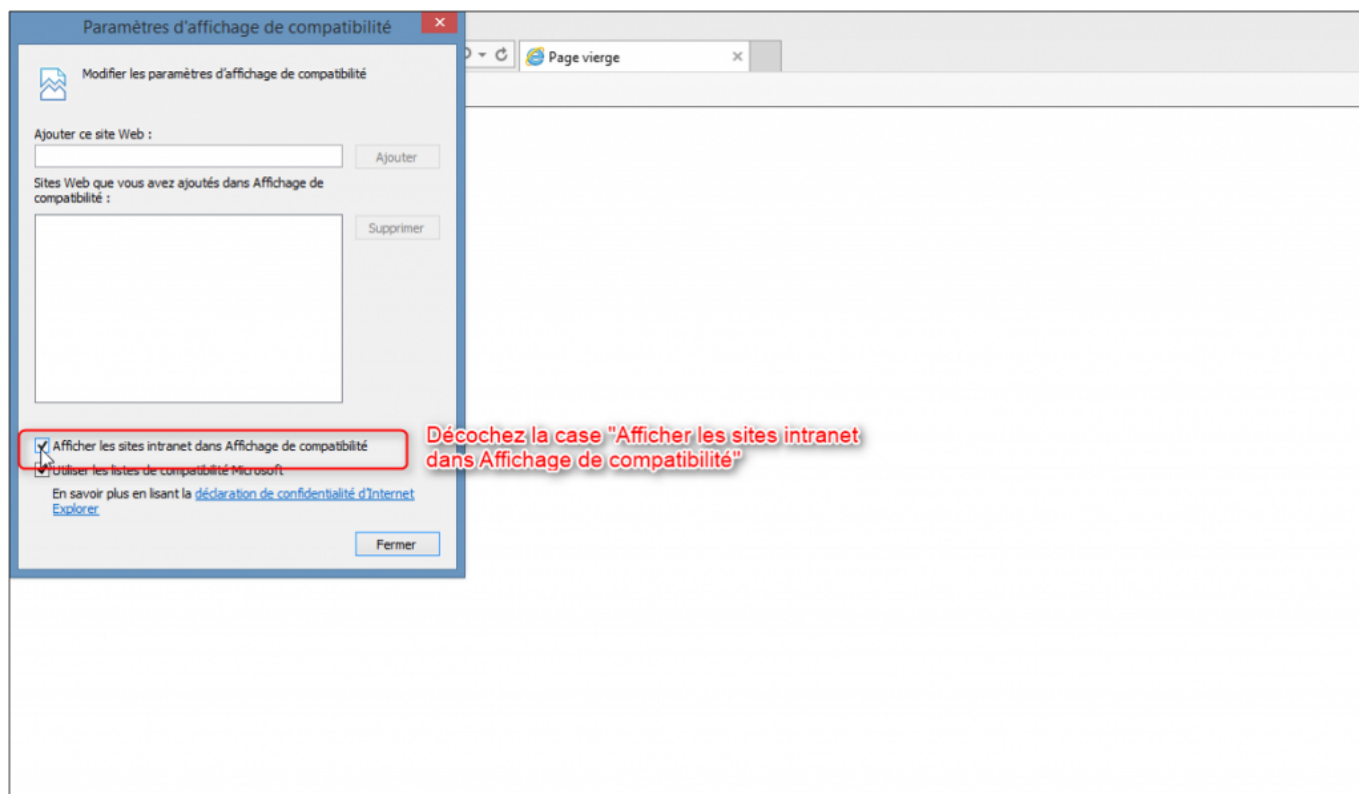 Paramètres d'affichage de compatibilité
Page vierge
Modifier les paramètres d'affichage de compatibilité
Ajouter ce site Web :
Ajouter
Sites Web que vous avez ajoutés dans Affichage de
compatibilité :
Supprimer
Afficher les sites intranet dans Affichage de compatibilité
Décochez la case "Afficher les sites intranet
dans Affichage de compatibilité"
Utiliser les listes de compatibilité Microsoft
En savoir plus en lisant la déclaration de confidentialité d'Internet
Explorer
Fermer